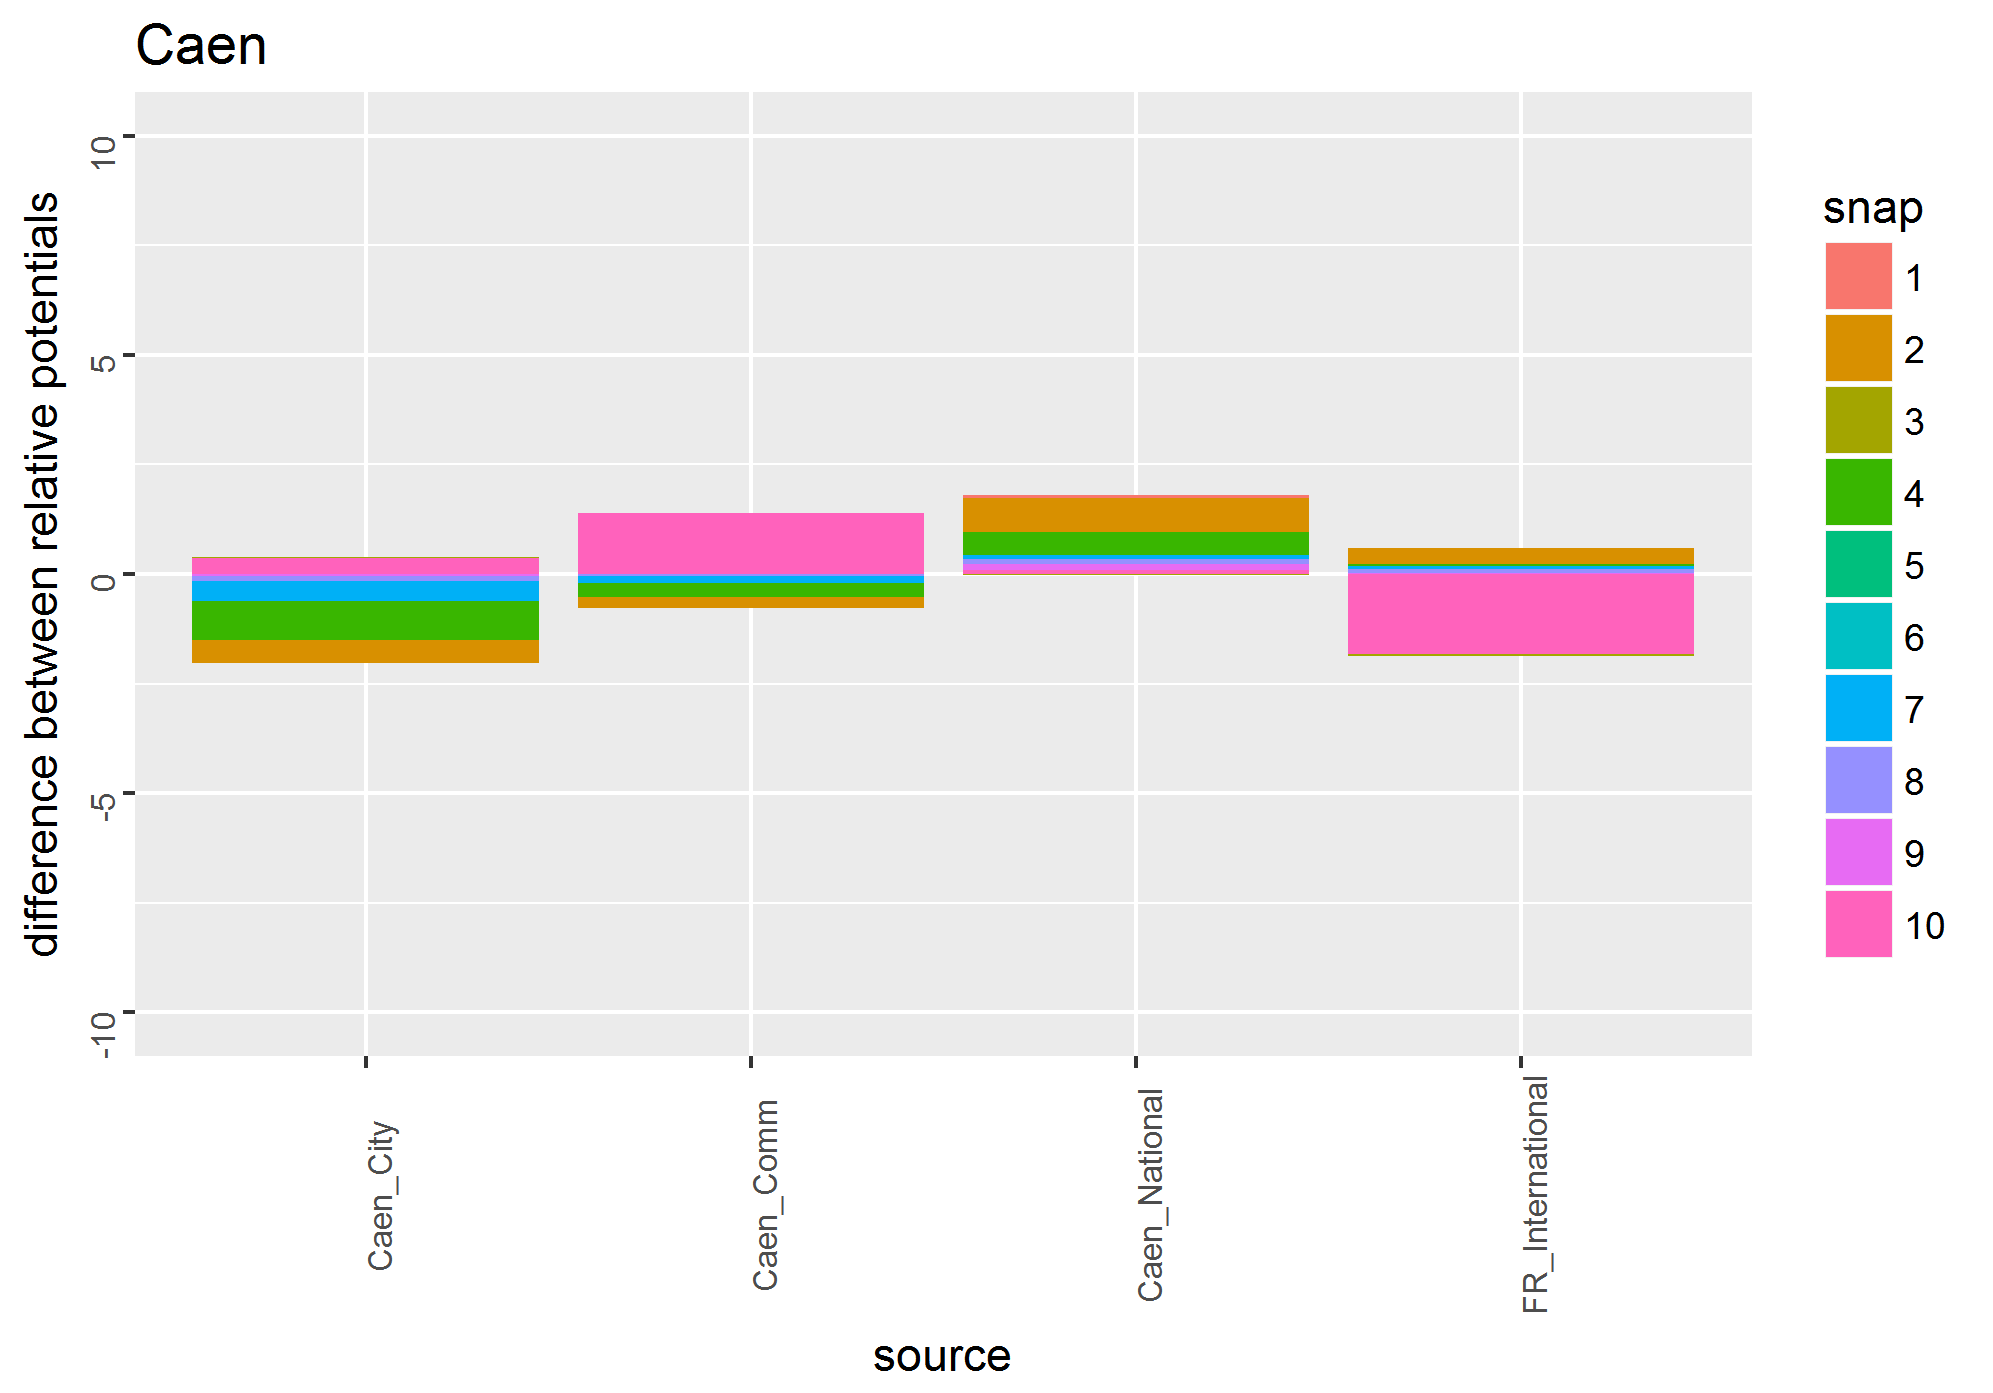 Caen
difference between relative potentials
10
5
0
-5
-10
Caen_City
Caen_Comm
Caen_National
FR_International
source
snap
1
2
3
4
5
6
7
8
9
10